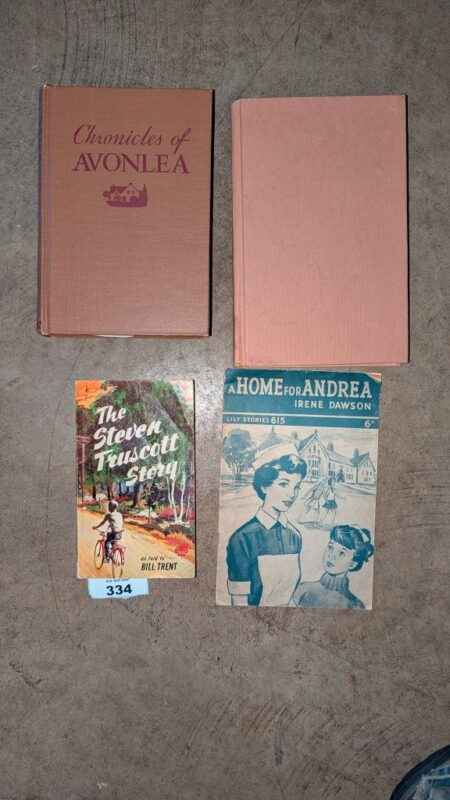 Chronicles of
AVONLEA
The
Steven
Truscott
Story
as told to
BILL TRENT
334
A HOME FOR ANDREA
IRENE DAWSON
LILY STORIES 615
6ᴰ